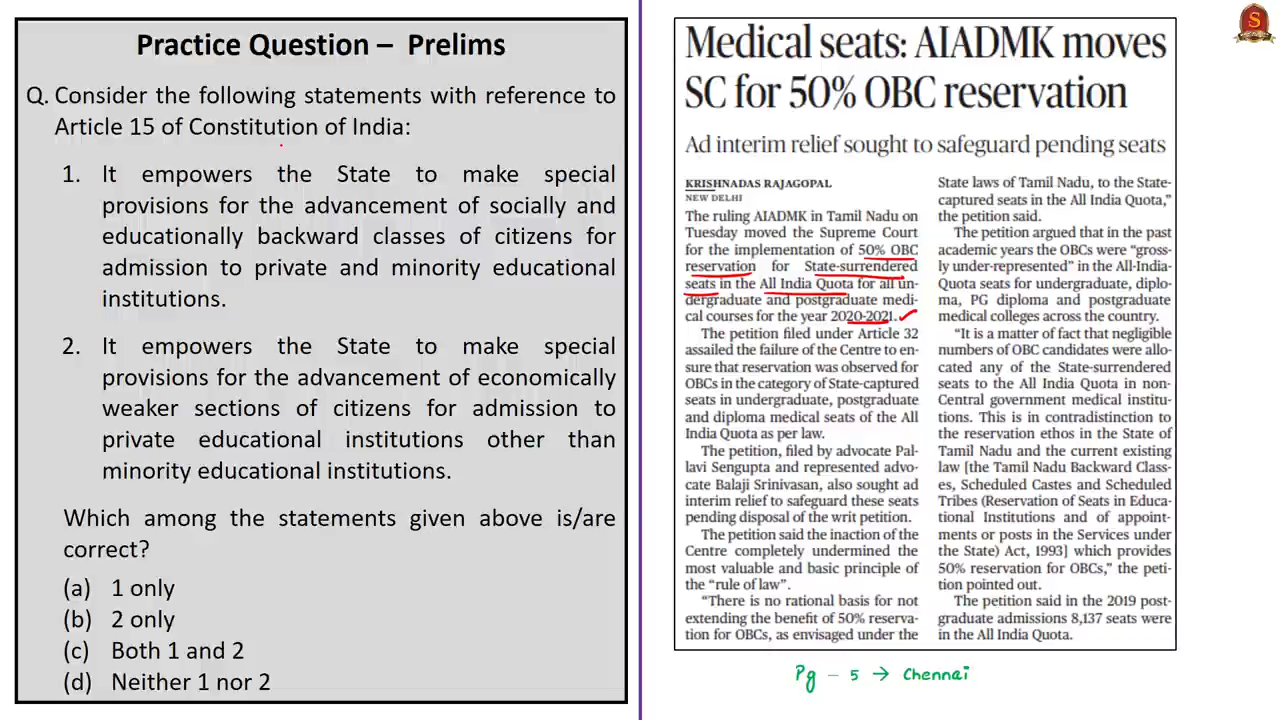 Practice Question – Prelims
Q. Consider the following statements with reference to
Article 15 of Constitution of India:
1. It empowers the State to make special
provisions for the advancement of socially and
educationally backward classes of citizens for
admission to private and minority educational
institutions.
2. It empowers the State to make special
provisions for the advancement of economically
weaker sections of citizens for admission to
private educational institutions other than
minority educational institutions.
Which among the statements given above is/are
correct?
(a) 1 only
(b) 2 only
(c) Both 1 and 2
(d) Neither 1 nor 2
Medical seats: AIADMK moves
SC for 50% OBC reservation
Ad interim relief sought to safeguard pending seats
KRISHNADAS RAJAGOPAL
NEW DELHI
The ruling AIADMK in Tamil Nadu on
Tuesday moved the Supreme Court
for the implementation of 50% OBC
reservation for State-surrendered
seats in the All India Quota for all un-
dergraduate and postgraduate medi-
cal courses for the year 2020-2021.
The petition filed under Article 32
assailed the failure of the Centre to en-
sure that reservation was observed for
OBCs in the category of State-captured
seats in undergraduate, postgraduate
and diploma medical seats of the All
India Quota as per law.
The petition, filed by advocate Pal-
lavi Sengupta and represented advo-
cate Balaji Srinivasan, also sought ad
interim relief to safeguard these seats
pending disposal of the writ petition.
The petition said the inaction of the
Centre completely undermined the
most valuable and basic principle of
the “rule of law”.
“There is no rational basis for not
extending the benefit of 50% reserva-
tion for OBCs, as envisaged under the
State laws of Tamil Nadu, to the State-
captured seats in the All India Quota,”
the petition said.
The petition argued that in the past
academic years the OBCs were “gross-
ly under-represented” in the All-India-
Quota seats for undergraduate, diplo-
ma, PG diploma and postgraduate
medical colleges across the country.
“It is a matter of fact that negligible
numbers of OBC candidates were allo-
cated any of the State-surrendered
seats to the All India Quota in non-
Central government medical institu-
tions. This is in contradistinction to
the reservation ethos in the State of
Tamil Nadu and the current existing
law [the Tamil Nadu Backward Class-
es, Scheduled Castes and Scheduled
Tribes (Reservation of Seats in Educa-
tional Institutions and of appoint-
ments or posts in the Services under
the State) Act, 1993] which provides
50% reservation for OBCs,” the peti-
tion pointed out.
The petition said in the 2019 post-
graduate admissions 8,137 seats were
in the All India Quota.
Pg – 5 → Chennai
S